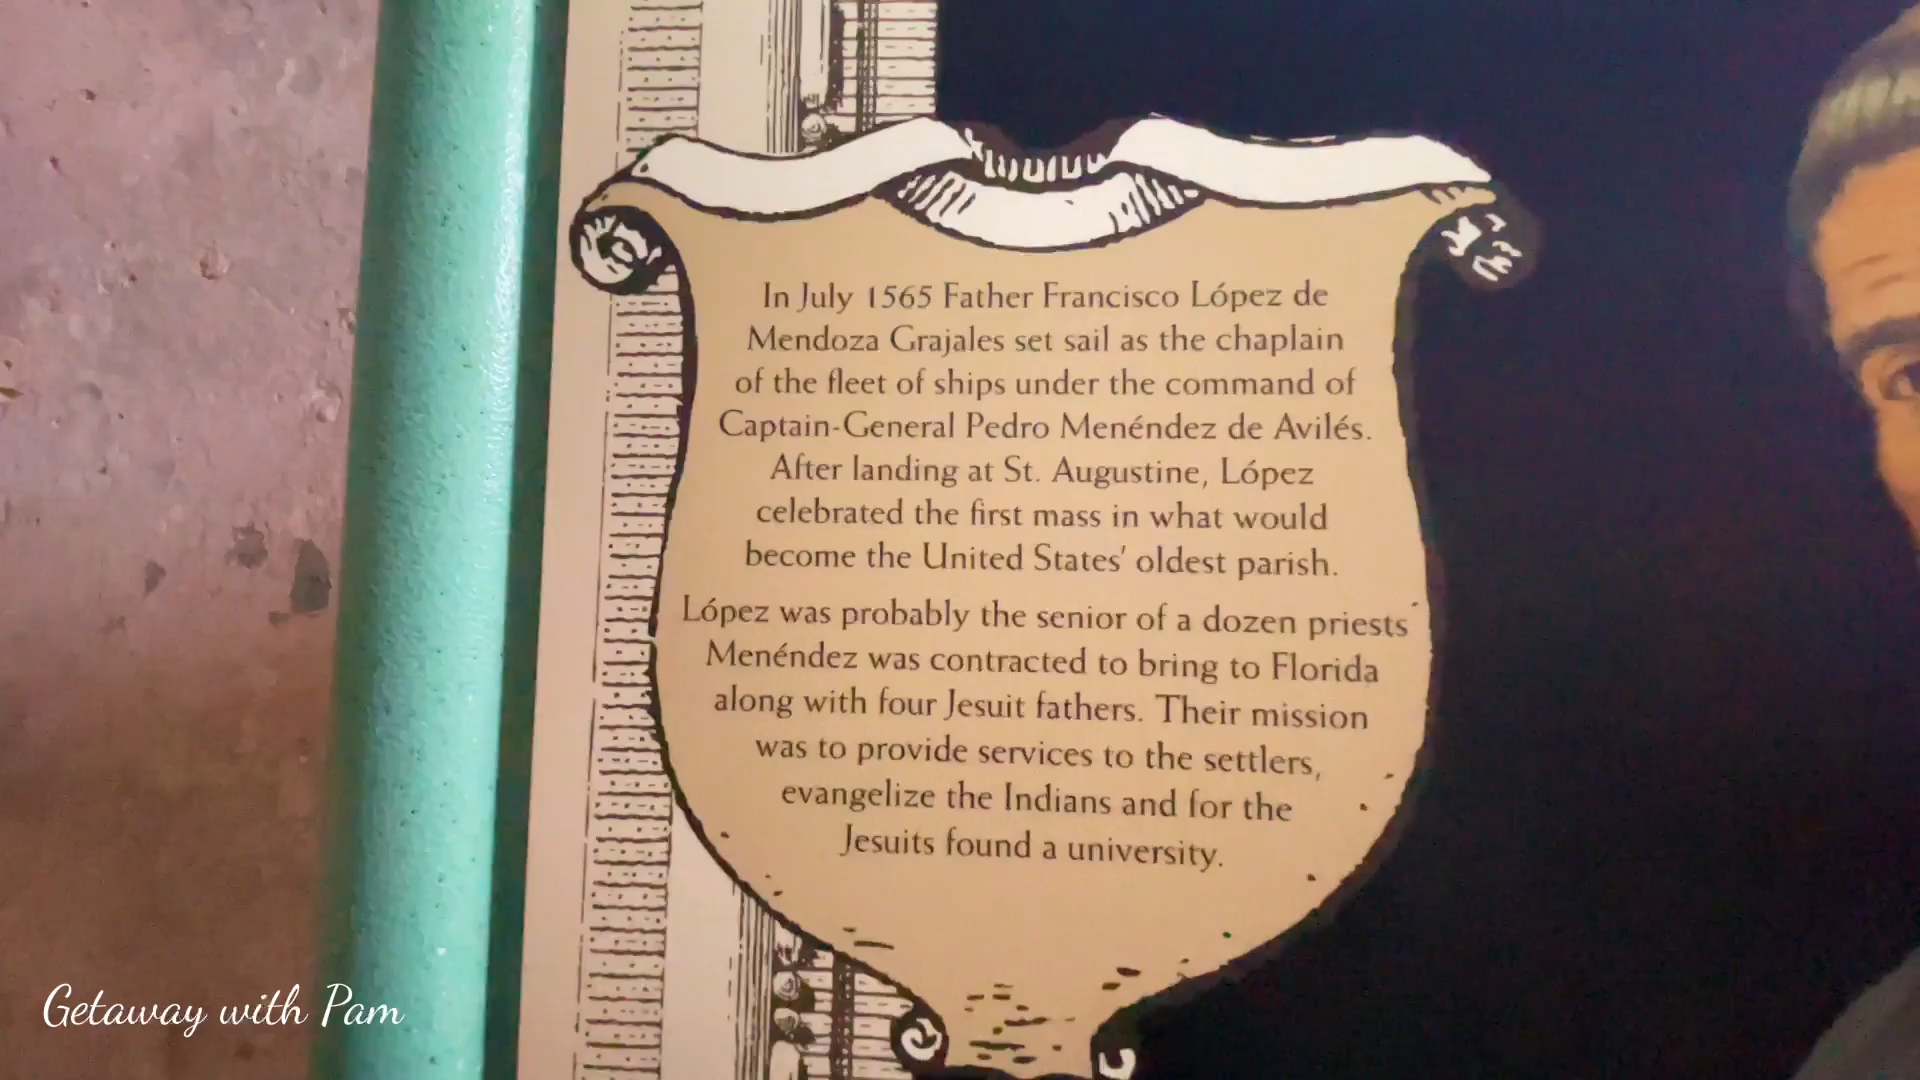 In July 1565 Father Francisco López de
Mendoza Grajales set sail as the chaplain
of the fleet of ships under the command of
Captain-General Pedro Menéndez de Avilés.
After landing at St. Augustine, López
celebrated the first mass in what would
become the United States' oldest parish.
López was probably the senior of a dozen priests
Menéndez was contracted to bring to Florida
along with four Jesuit fathers. Their mission
was to provide services to the settlers,
evangelize the Indians and for the
Jesuits found a university.
Getaway with Pam